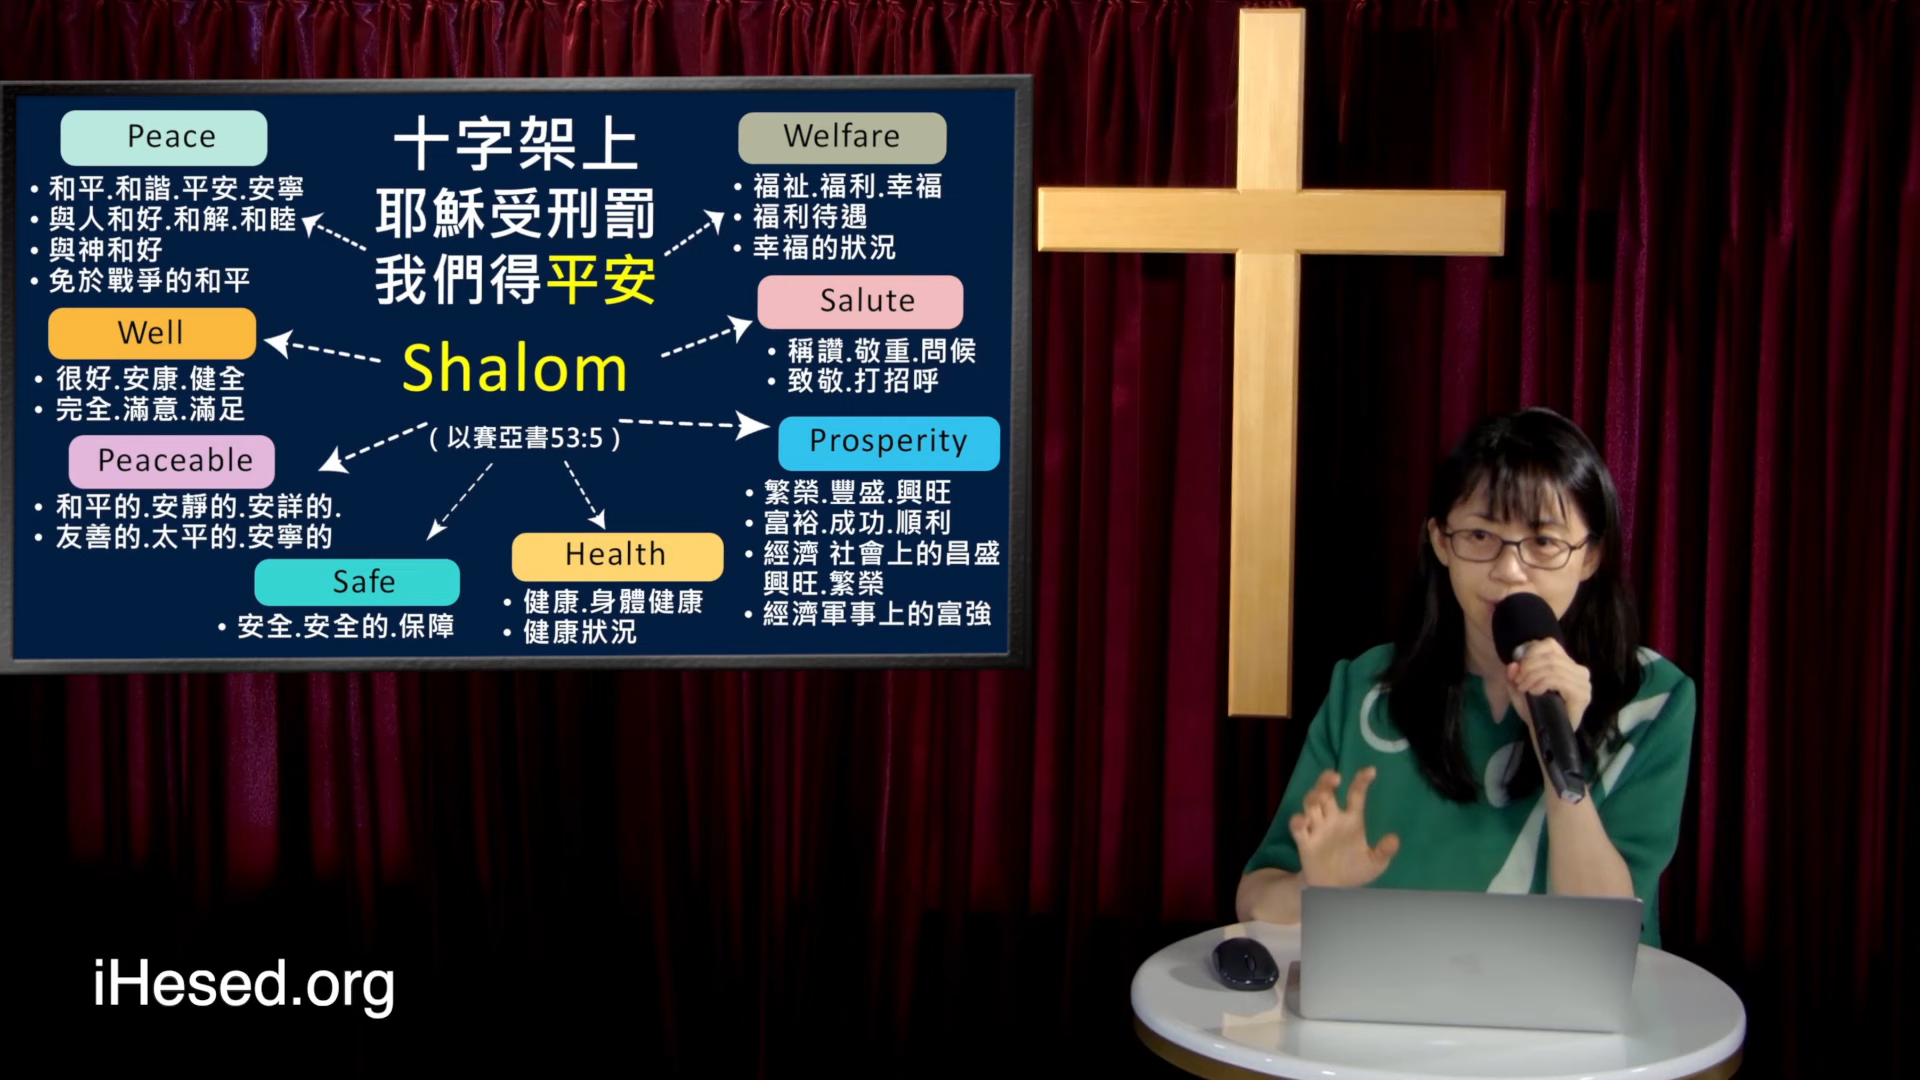 十字架上
耶穌受刑罰
我們得平安
Shalom
（以賽亞書53:5）
Peace
• 和平.和諧.平安.安寧
• 與人和好.和解.和睦
• 與神和好
• 免於戰爭的和平
Well
• 很好.安康.健全
• 完全.滿意.滿足
Peaceable
• 和平的.安靜的.安詳的.
• 友善的.太平的.安寧的
Safe
• 安全.安全的.保障
Health
• 健康.身體健康
• 健康狀況
Welfare
• 福祉.福利.幸福
• 福利待遇
• 幸福的狀況
Salute
• 稱讚.敬重.問候
• 致敬.打招呼
Prosperity
• 繁榮.豐盛.興旺
• 富裕.成功.順利
• 經濟 社會上的昌盛
興旺.繁榮
• 經濟軍事上的富強
iHesed.org